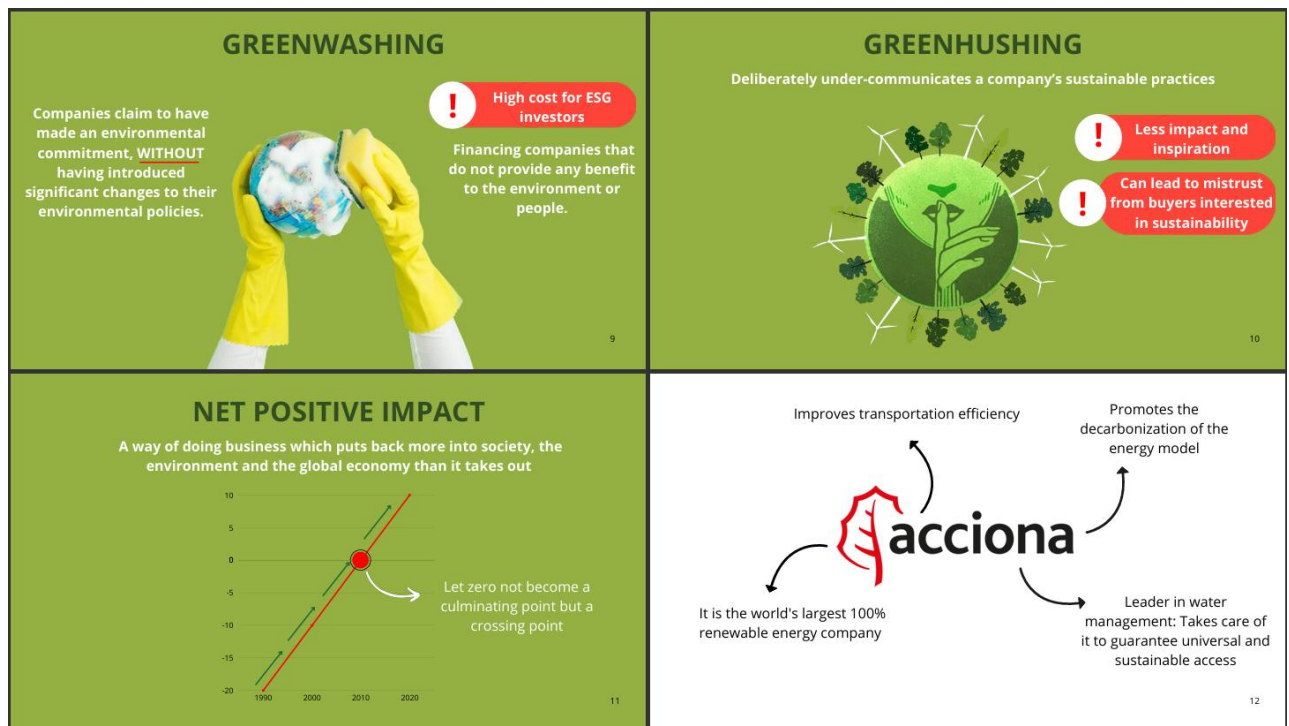 GREENWASHING
Companies claim to have
made an environmental
commitment, WITHOUT
having introduced
significant changes to their
environmental policies.
!
High cost for ESG
investors
Financing companies that
do not provide any benefit
to the environment or
people.
9
GREENHUSHING
Deliberately under-communicates a company's sustainable practices
!
Less impact and
inspiration
!
Can lead to mistrust
from buyers interested
in sustainability
10
NET POSITIVE IMPACT
A way of doing business which puts back more into society, the
environment and the global economy than it takes out
10
5
0
-5
-10
-15
-20
1990 2000 2010 2020
Let zero not become a
culminating point but a
crossing point
11
Improves transportation efficiency
Promotes the
decarbonization of the
energy model
acciona
It is the world's largest 100%
renewable energy company
Leader in water
management: Takes care of
it to guarantee universal and
sustainable access
12